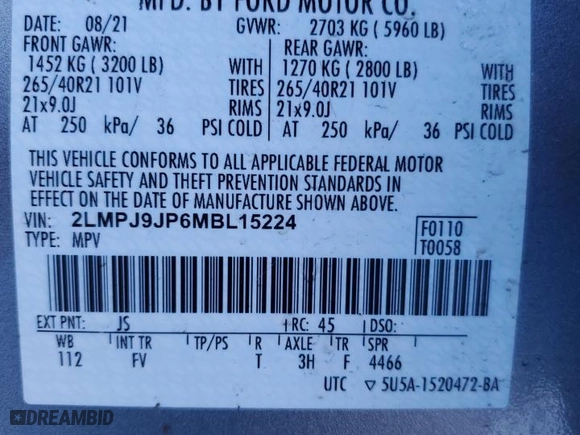 MFD. BY FORD MOTOR CO.
DATE: 08/21 GVWR: 2703 KG ( 5960 LB)
FRONT GAWR: REAR GAWR:
1452 KG ( 3200 LB) WITH 1270 KG ( 2800 LB) WITH
265/40R21 101V TIRES 265/40R21 101V TIRES
21x9.0J RIMS 21x9.0J RIMS
AT 250 kPa/ 36 PSI COLD AT 250 kPa/ 36 PSI COLD
THIS VEHICLE CONFORMS TO ALL APPLICABLE FEDERAL MOTOR
VEHICLE SAFETY AND THEFT PREVENTION STANDARDS IN
EFFECT ON THE DATE OF MANUFACTURE SHOWN ABOVE.
VIN: 2LMPJ9JP6MBL15224 F0110
TYPE: MPV T0058
EXT PNT: JS RC: 45 DSO:
WB INT TR TP/PS R AXLE TR SPR
112 FV T 3H F 4466
UTC ▽ 5U5A-1520472-BA
DREAMBID